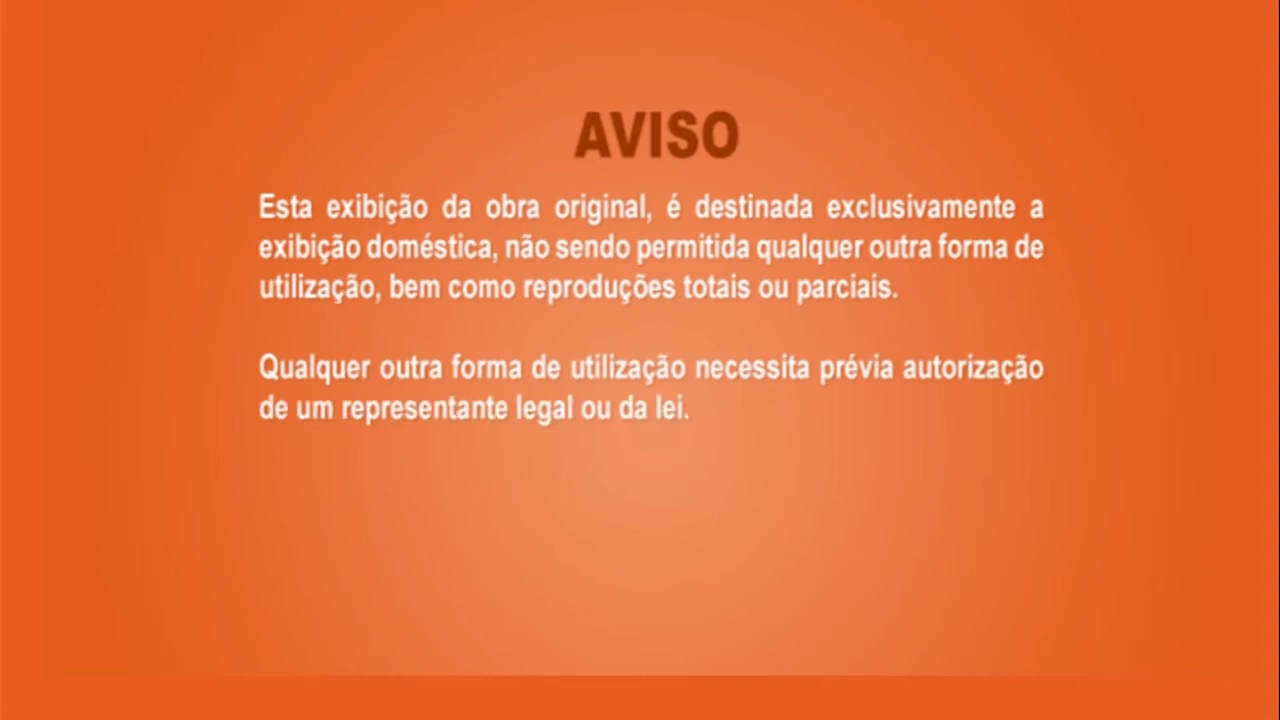 AVISO
Esta exibição da obra original, é destinada exclusivamente a
exibição doméstica, não sendo permitida qualquer outra forma de
utilização, bem como reproduções totais ou parciais.
Qualquer outra forma de utilização necessita prévia autorização
de um representante legal ou da lei.